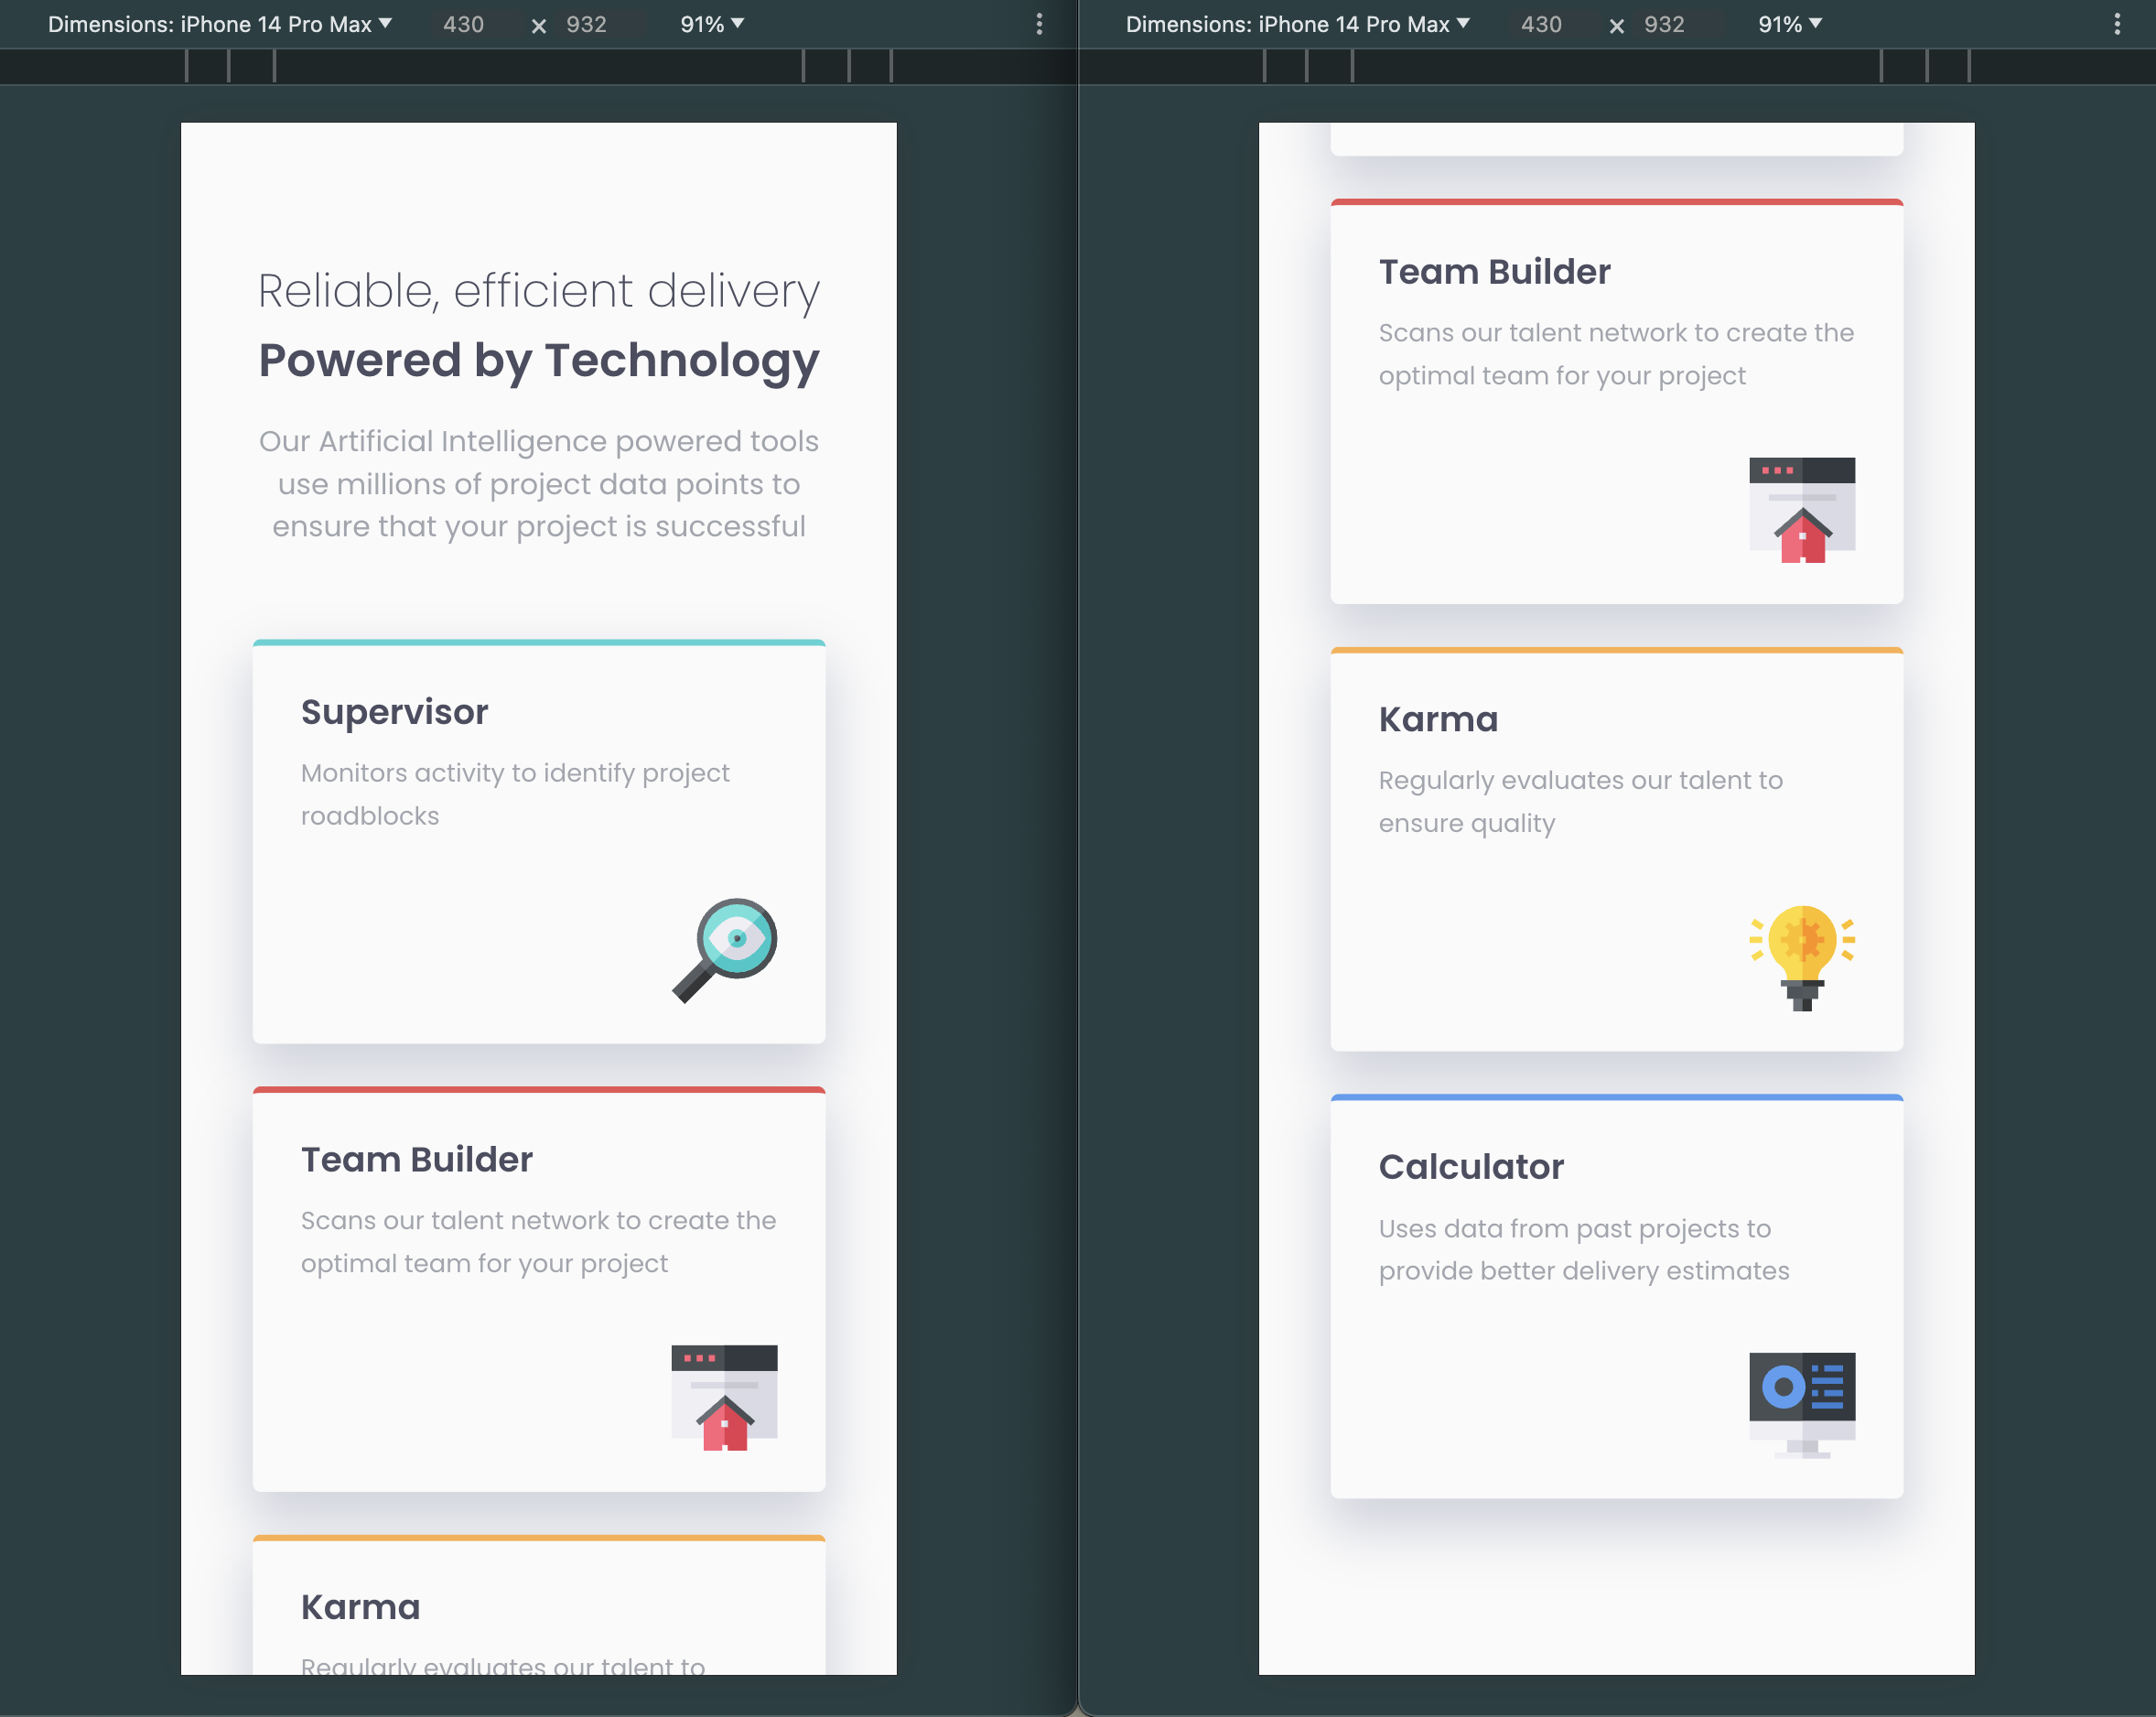 Dimensions: iPhone 14 Pro Max 430 × 932 91%
Reliable, efficient delivery
Powered by Technology
Our Artificial Intelligence powered tools
use millions of project data points to
ensure that your project is successful
Supervisor
Monitors activity to identify project
roadblocks
Team Builder
Scans our talent network to create the
optimal team for your project
Karma
Regularly evaluates our talent to
Dimensions: iPhone 14 Pro Max 430 × 932 91%
Team Builder
Scans our talent network to create the
optimal team for your project
Karma
Regularly evaluates our talent to
ensure quality
Calculator
Uses data from past projects to
provide better delivery estimates